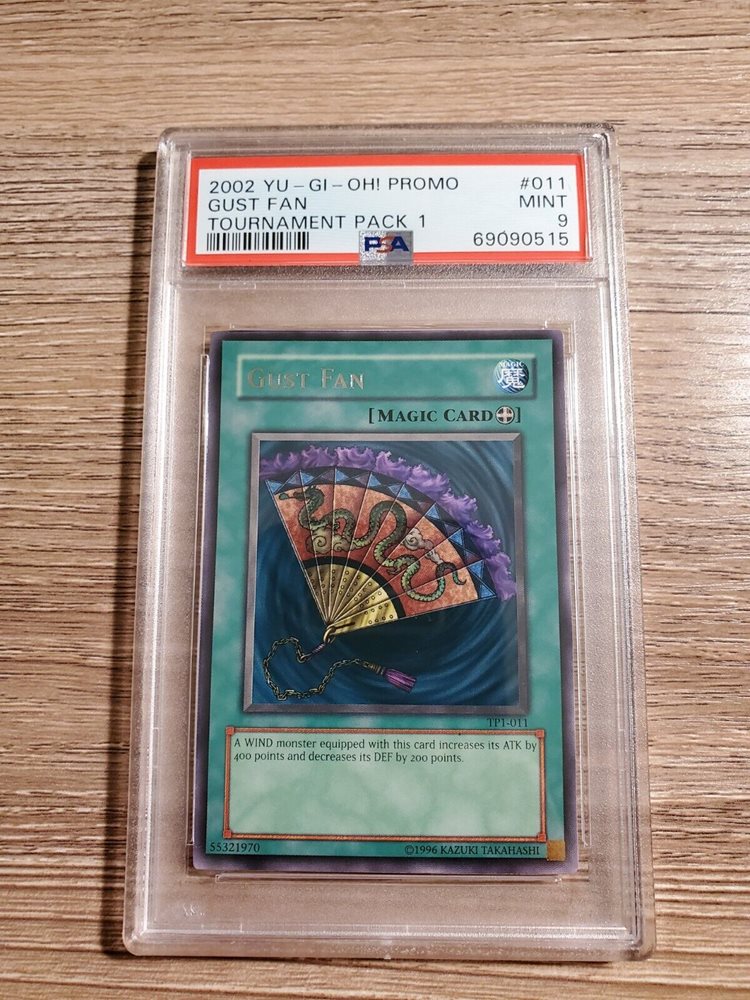 2002 YU-GI-OH! PROMO #011
GUST FAN MINT
TOURNAMENT PACK 1 9
PSA 69090515
GUST FAN
MAGIC
魔
[MAGIC CARD]
TP1-011
A WIND monster equipped with this card increases its ATK by
400 points and decreases its DEF by 200 points.
55321970 ©1996 KAZUKI TAKAHASHI